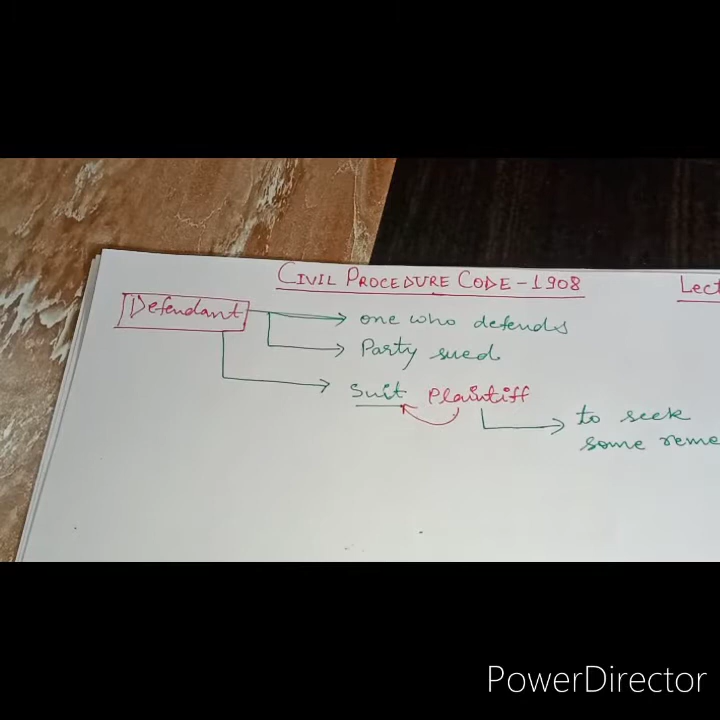 CIVIL PROCEDURE CODE - 1908
Lect
Defendant
one who defends
Party sued
Suit Plaintiff
to seek
some reme
PowerDirector